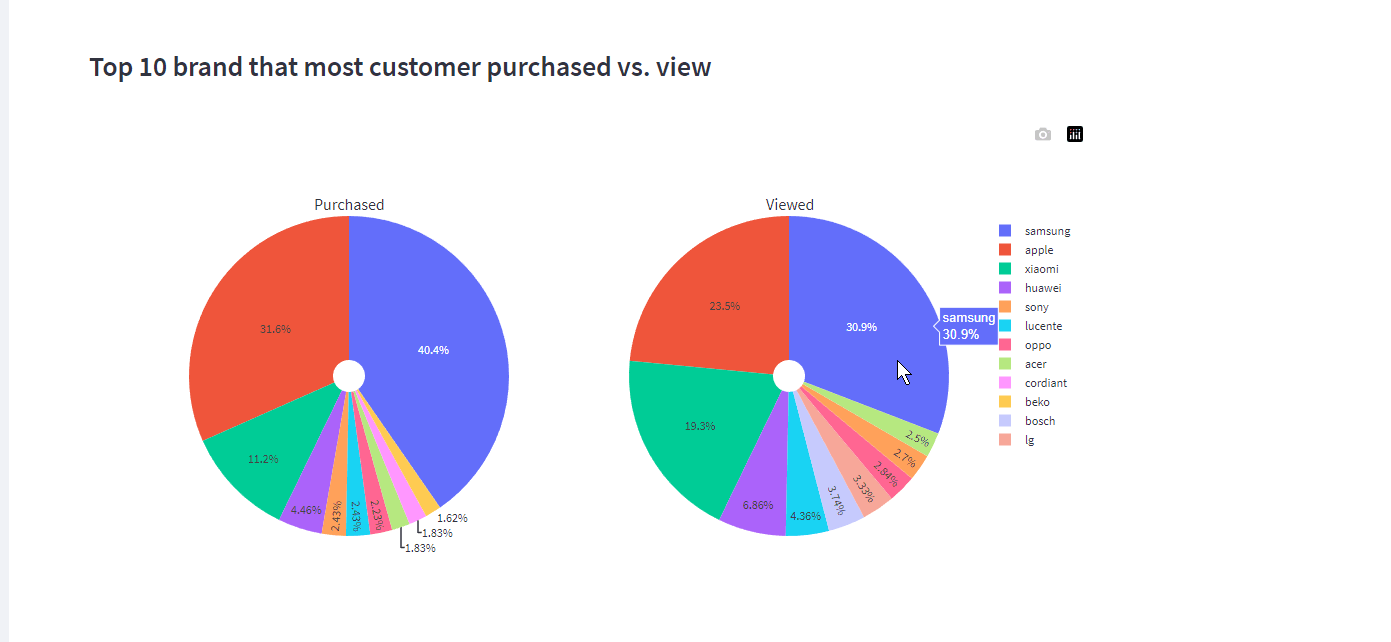 Top 10 brand that most customer purchased vs. view
Purchased
40.4%
31.6%
11.2%
4.46%
2.43%
2.43%
2.23%
1.83%
1.83%
1.62%
Viewed
30.9%
23.5%
19.3%
6.86%
4.36%
3.74%
3.33%
2.84%
2.7%
2.5%
samsung
30.9%
samsung
apple
xiaomi
huawei
sony
lucente
oppo
acer
cordiant
beko
bosch
lg